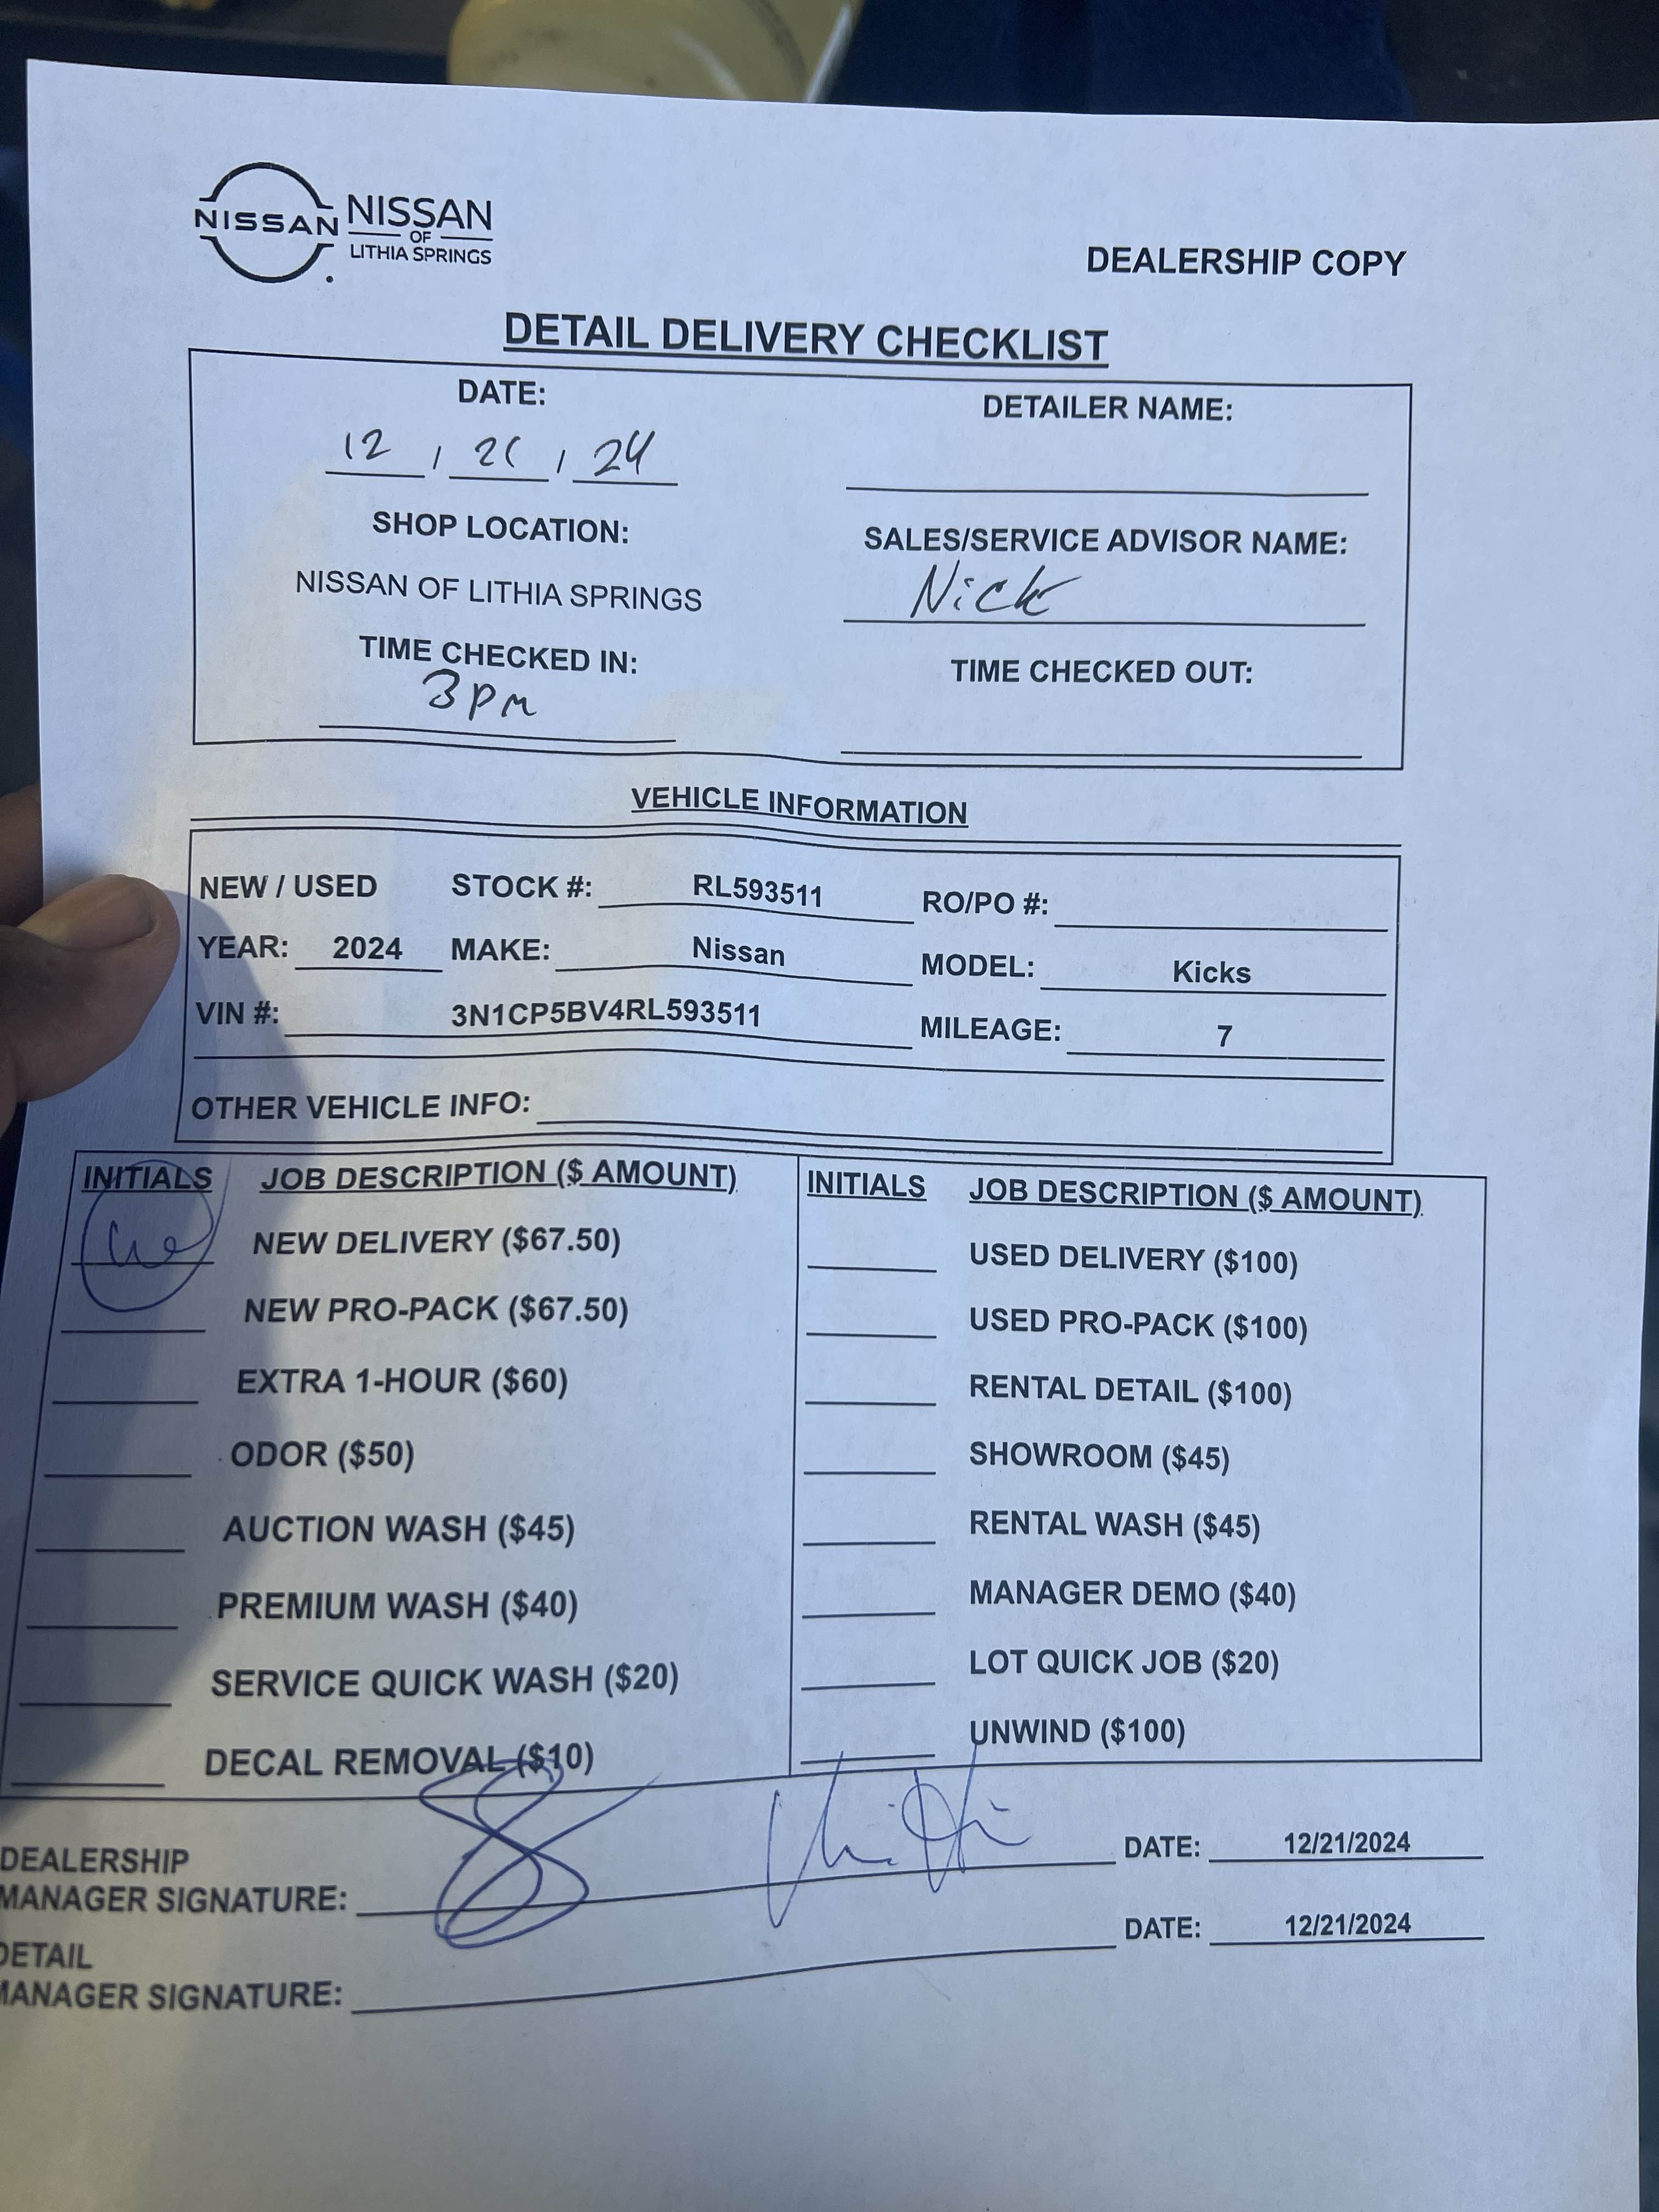 NISSAN NISSAN
OF
LITHIA SPRINGS
DEALERSHIP COPY
DETAIL DELIVERY CHECKLIST
DATE: DETAILER NAME:
12 / 21 / 24
SHOP LOCATION: SALES/SERVICE ADVISOR NAME:
NISSAN OF LITHIA SPRINGS Nick
TIME CHECKED IN: TIME CHECKED OUT:
3pm
VEHICLE INFORMATION
NEW / USED STOCK #: RL593511 RO/PO #:
YEAR: 2024 MAKE: Nissan MODEL: Kicks
VIN #: 3N1CP5BV4RL593511 MILEAGE: 7
OTHER VEHICLE INFO:
INITIALS JOB DESCRIPTION ($ AMOUNT)
NEW DELIVERY ($67.50)
NEW PRO-PACK ($67.50)
EXTRA 1-HOUR ($60)
ODOR ($50)
AUCTION WASH ($45)
PREMIUM WASH ($40)
SERVICE QUICK WASH ($20)
DECAL REMOVAL ($10)
INITIALS JOB DESCRIPTION ($ AMOUNT)
USED DELIVERY ($100)
USED PRO-PACK ($100)
RENTAL DETAIL ($100)
SHOWROOM ($45)
RENTAL WASH ($45)
MANAGER DEMO ($40)
LOT QUICK JOB ($20)
UNWIND ($100)
DEALERSHIP
MANAGER SIGNATURE: DATE: 12/21/2024
DETAIL
MANAGER SIGNATURE: DATE: 12/21/2024